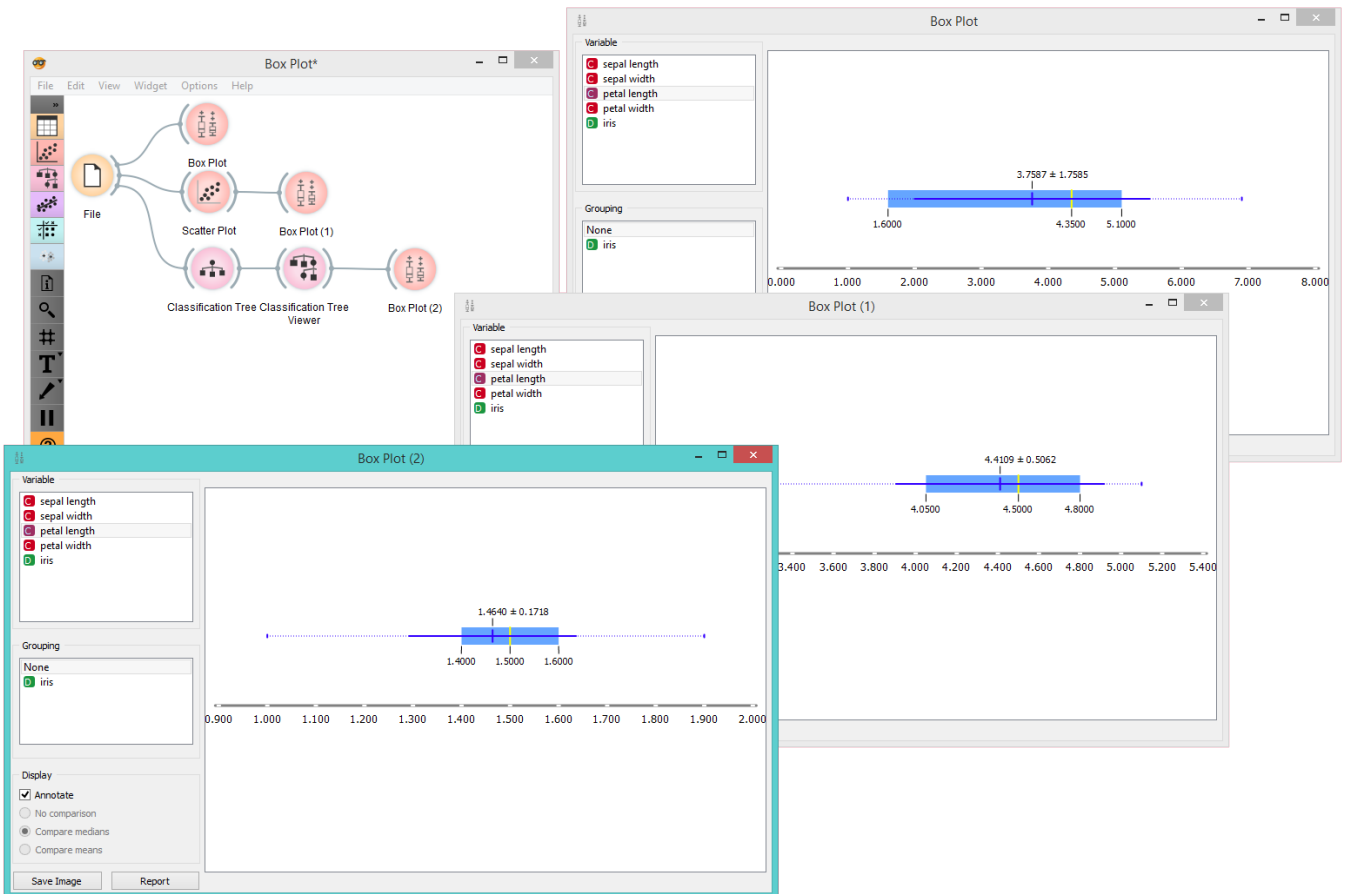 Box Plot
Variable
C sepal length
C sepal width
C petal length
C petal width
D iris
Grouping
None
D iris
3.7587 ± 1.7585
1.6000
4.3500
5.1000
0.000 1.000 2.000 3.000 4.000 5.000 6.000 7.000 8.000
Box Plot*
File Edit View Widget Options Help
File
Box Plot
Scatter Plot
Box Plot (1)
Classification Tree
Classification Tree
Viewer
Box Plot (2)
Box Plot (1)
Variable
C sepal length
C sepal width
C petal length
C petal width
D iris
4.4109 ± 0.5062
4.0500
4.5000
4.8000
3.400 3.600 3.800 4.000 4.200 4.400 4.600 4.800 5.000 5.200 5.400
Box Plot (2)
Variable
C sepal length
C sepal width
C petal length
C petal width
D iris
Grouping
None
D iris
Display
Annotate
No comparison
Compare medians
Compare means
Save Image
Report
1.4640 ± 0.1718
1.4000
1.5000
1.6000
0.900 1.000 1.100 1.200 1.300 1.400 1.500 1.600 1.700 1.800 1.900 2.000